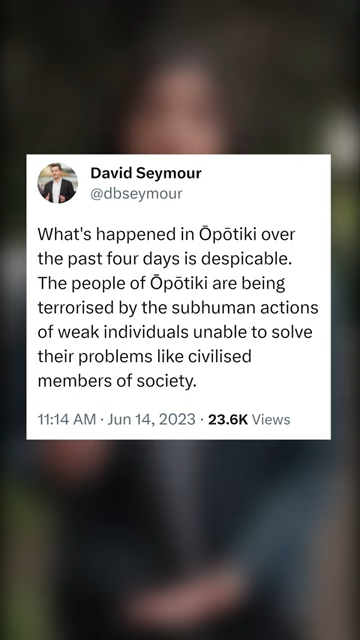 David Seymour
@dbseymour
What's happened in Ōpōtiki over
the past four days is despicable.
The people of Ōpōtiki are being
terrorised by the subhuman actions
of weak individuals unable to solve
their problems like civilised
members of society.
11:14 AM · Jun 14, 2023 · 23.6K Views